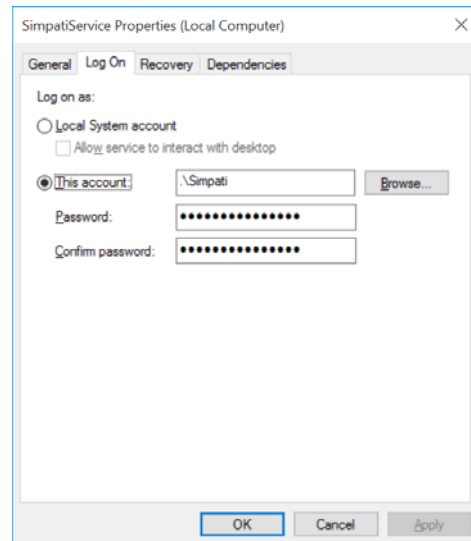 SimpatiService Properties (Local Computer)
General Log On Recovery Dependencies
Log on as:
Local System account
Allow service to interact with desktop
This account: .\Simpati Browse...
Password: ●●●●●●●●●●●●●●●
Confirm password: ●●●●●●●●●●●●●●●
OK Cancel Apply